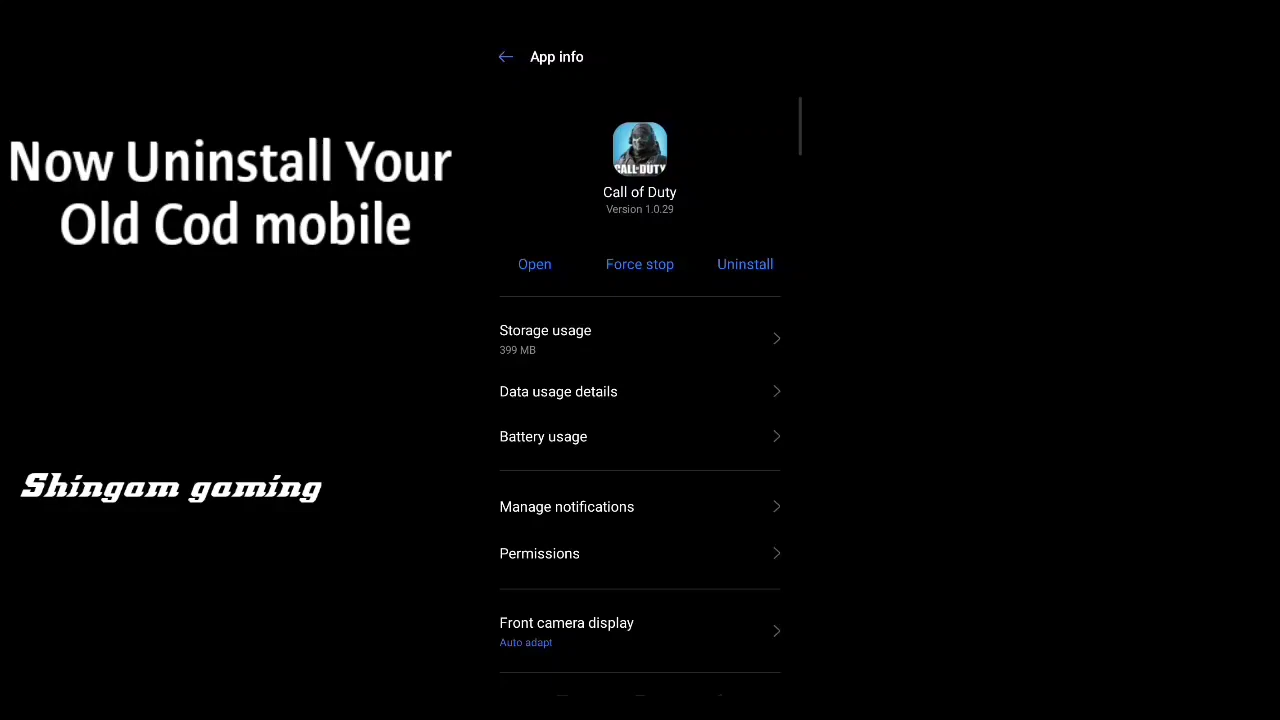 App info
Now Uninstall Your
Old Cod mobile
CALL OF DUTY
Call of Duty
Version 1.0.29
Open Force stop Uninstall
Storage usage
399 MB
Data usage details
Battery usage
Shingam gaming
Manage notifications
Permissions
Front camera display
Auto adapt